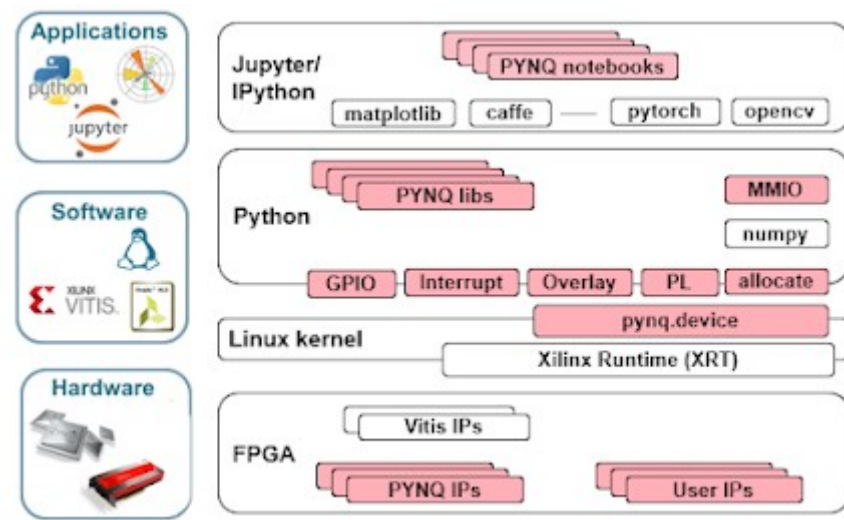 Applications
python
jupyter
Software
XILINX
VITIS.
Hardware
Jupyter/
IPython
PYNQ notebooks
matplotlib
caffe
pytorch
opencv
Python
PYNQ libs
MMIO
numpy
GPIO
Interrupt
Overlay
PL
allocate
Linux kernel
pynq.device
Xilinx Runtime (XRT)
FPGA
Vitis IPs
PYNQ IPs
User IPs